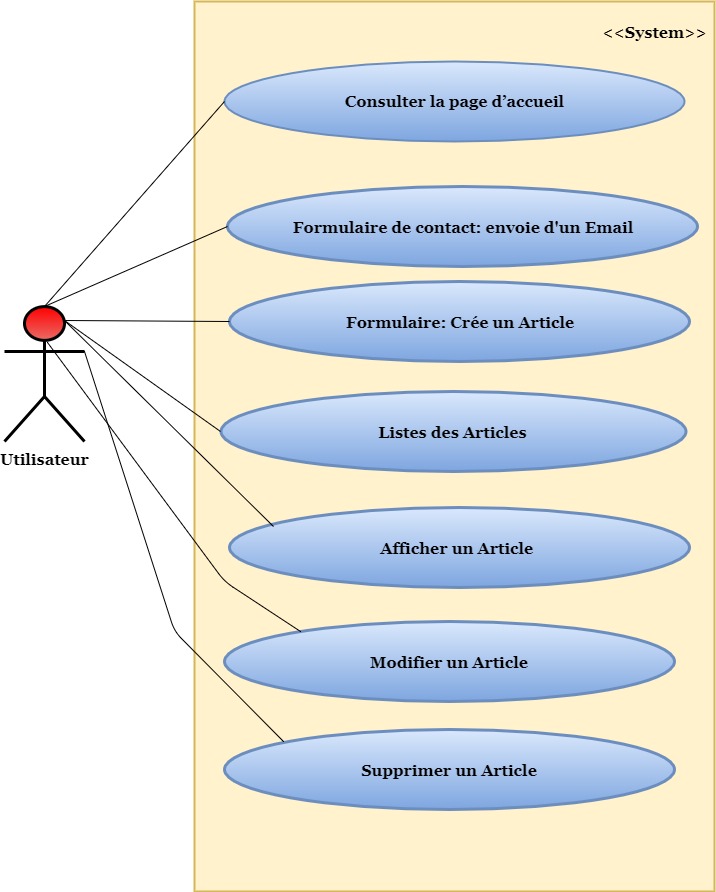 <<System>>
Consulter la page d’accueil
Formulaire de contact: envoie d'un Email
Formulaire: Crée un Article
Listes des Articles
Utilisateur
Afficher un Article
Modifier un Article
Supprimer un Article